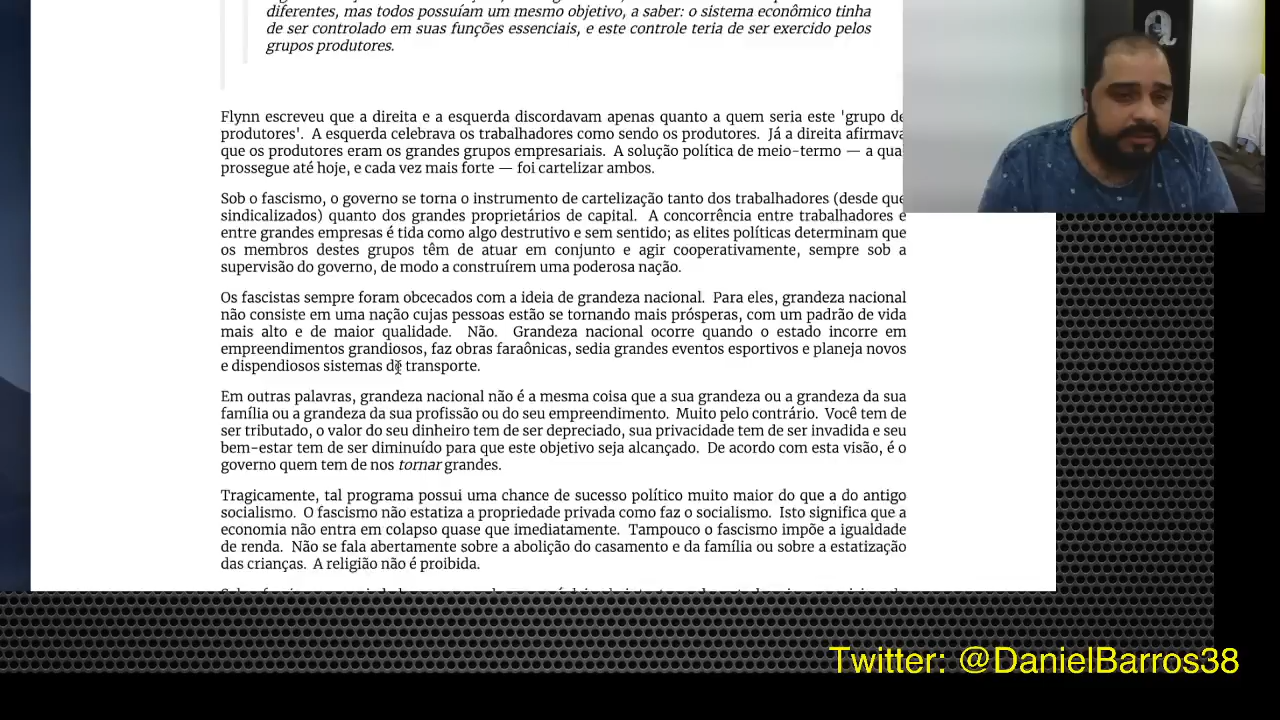 diferentes, mas todos possuíam um mesmo objetivo, a saber: o sistema econômico tinha
de ser controlado em suas funções essenciais, e este controle teria de ser exercido pelos
grupos produtores.
Flynn escreveu que a direita e a esquerda discordavam apenas quanto a quem seria este 'grupo de
produtores'.  A esquerda celebrava os trabalhadores como sendo os produtores.  Já a direita afirmava
que os produtores eram os grandes grupos empresariais.  A solução política de meio-termo — a qua
prossegue até hoje, e cada vez mais forte — foi cartelizar ambos.
Sob o fascismo, o governo se torna o instrumento de cartelização tanto dos trabalhadores (desde que
sindicalizados) quanto dos grandes proprietários de capital.  A concorrência entre trabalhadores e
entre grandes empresas é tida como algo destrutivo e sem sentido; as elites políticas determinam que
os membros destes grupos têm de atuar em conjunto e agir cooperativamente, sempre sob a
supervisão do governo, de modo a construírem uma poderosa nação.
Os fascistas sempre foram obcecados com a ideia de grandeza nacional.  Para eles, grandeza nacional
não consiste em uma nação cujas pessoas estão se tornando mais prósperas, com um padrão de vida
mais alto e de maior qualidade.  Não.  Grandeza nacional ocorre quando o estado incorre em
empreendimentos grandiosos, faz obras faraônicas, sedia grandes eventos esportivos e planeja novos
e dispendiosos sistemas de transporte.
Em outras palavras, grandeza nacional não é a mesma coisa que a sua grandeza ou a grandeza da sua
família ou a grandeza da sua profissão ou do seu empreendimento.  Muito pelo contrário.  Você tem de
ser tributado, o valor do seu dinheiro tem de ser depreciado, sua privacidade tem de ser invadida e seu
bem-estar tem de ser diminuído para que este objetivo seja alcançado.  De acordo com esta visão, é o
governo quem tem de nos tornar grandes.
Tragicamente, tal programa possui uma chance de sucesso político muito maior do que a do antigo
socialismo.  O fascismo não estatiza a propriedade privada como faz o socialismo.  Isto significa que a
economia não entra em colapso quase que imediatamente.  Tampouco o fascismo impõe a igualdade
de renda.  Não se fala abertamente sobre a abolição do casamento e da família ou sobre a estatização
das crianças.  A religião não é proibida.
Twitter: @DanielBarros38